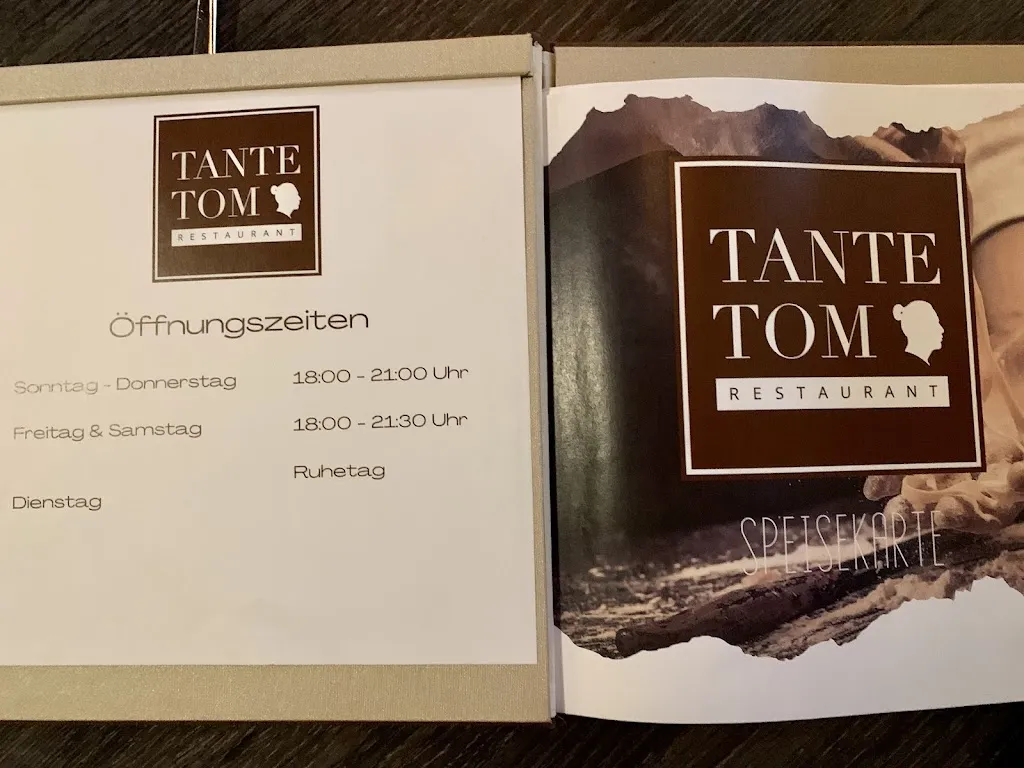 TANTE
TOM
RESTAURANT
Öffnungszeiten
Sonntag - Donnerstag 18:00 - 21:00 Uhr
Freitag & Samstag 18:00 - 21:30 Uhr
Ruhetag
Dienstag
TANTE
TOM
RESTAURANT
SPEISEKARTE